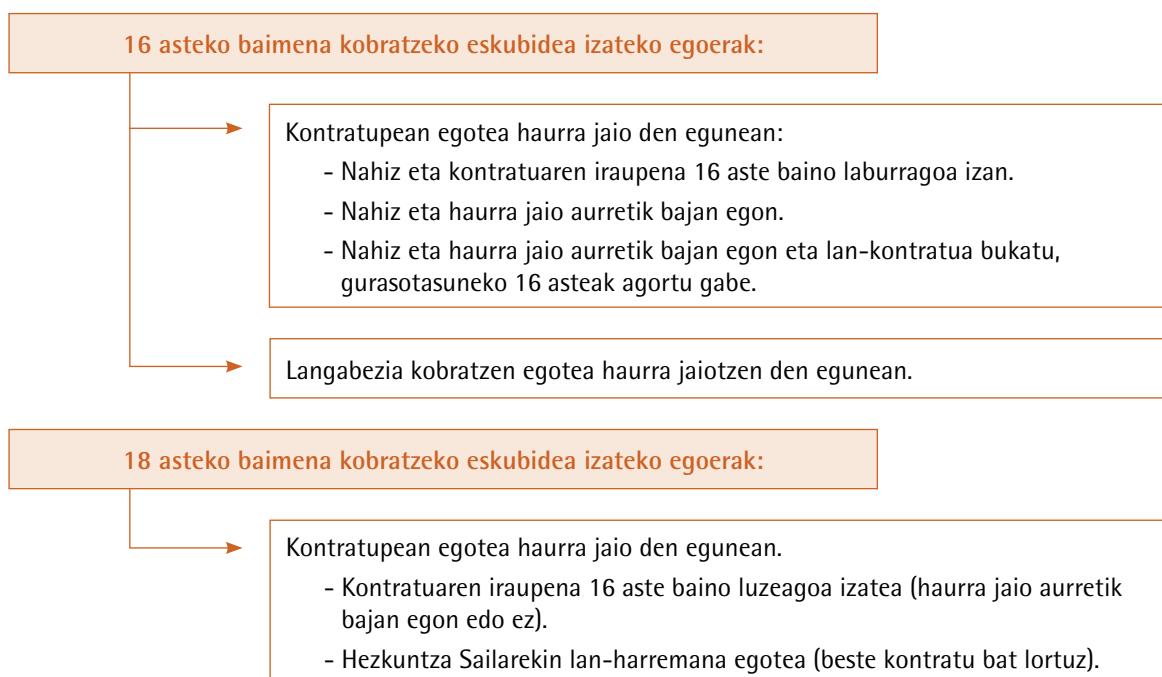 16 asteko baimena kobratzeko eskubidea izateko egoerak:
Kontratupean egotea haurra jaio den egunean:
- Nahiz eta kontratuaren iraupena 16 aste baino laburragoa izan.
- Nahiz eta haurra jaio aurretik bajan egon.
- Nahiz eta haurra jaio aurretik bajan egon eta lan-kontratua bukatu,
gurasotasuneko 16 asteak agortu gabe.
Langabezia kobratzen egotea haurra jaiotzen den egunean.
18 asteko baimena kobratzeko eskubidea izateko egoerak:
Kontratupean egotea haurra jaio den egunean.
- Kontratuaren iraupena 16 aste baino luzeagoa izatea (haurra jaio aurretik
bajan egon edo ez).
- Hezkuntza Sailarekin lan-harremana egotea (beste kontratu bat lortuz).